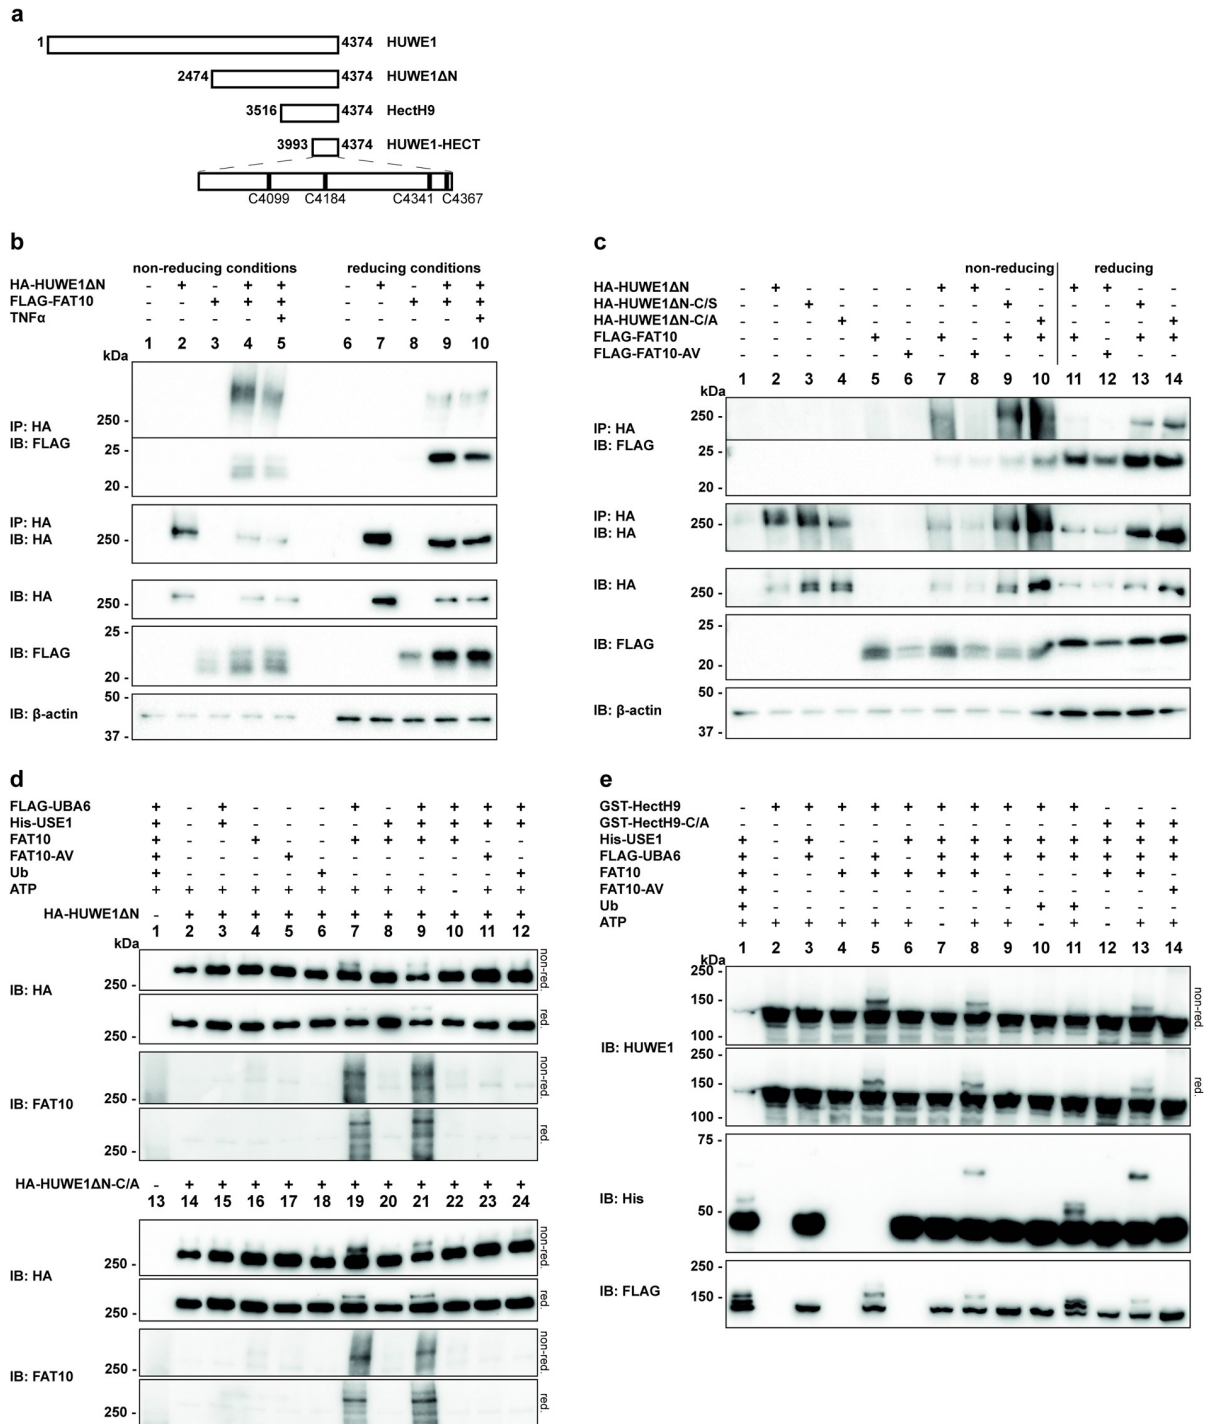 a
1 4374 HUWE1
2474 4374 HUWE1ΔN
3516 4374 HectH9
3993 4374 HUWE1-HECT
C4099 C4184 C4341 C4367
b
non-reducing conditions reducing conditions
HA-HUWE1ΔN - + - + + - + - + +
FLAG-FAT10 - - + + + - - + + +
TNFα - - - - + - - - - +
1 2 3 4 5 6 7 8 9 10
kDa
250 -
IP: HA
IB: FLAG
25 -
20 -
IP: HA
IB: HA
250 -
IB: HA
250 -
25 -
IB: FLAG
20 -
50 -
IB: β-actin
37 -
c
non-reducing reducing
HA-HUWE1ΔN - + - - - - + + - - + + - -
HA-HUWE1ΔN-C/S - - + - - - - - + - - - + -
HA-HUWE1ΔN-C/A - - - + - - - - - + - - - +
FLAG-FAT10 - - - - + - + - + + + - + +
FLAG-FAT10-AV - - - - - + - + - - - + - -
1 2 3 4 5 6 7 8 9 10 11 12 13 14
kDa
250 -
IP: HA
IB: FLAG
25 -
20 -
IP: HA
IB: HA
250 -
IB: HA
250 -
25 -
IB: FLAG
20 -
50 -
IB: β-actin
37 -
d
FLAG-UBA6 + - + - - - + - + + + +
His-USE1 + - + - - - - + + + + +
FAT10 + - - + - - + + + + - -
FAT10-AV + - - - + - - - - - + -
Ub + - - - - + - - - - - +
ATP + + + + + + + + + - + +
HA-HUWE1ΔN - + + + + + + + + + + +
1 2 3 4 5 6 7 8 9 10 11 12
kDa
IB: HA
250 -
non-red.
250 -
red.
IB: FAT10
250 -
non-red.
250 -
red.
HA-HUWE1ΔN-C/A - + + + + + + + + + + +
13 14 15 16 17 18 19 20 21 22 23 24
IB: HA
250 -
non-red.
250 -
red.
IB: FAT10
250 -
non-red.
250 -
red.
e
GST-HectH9 - + + + + + + + + + + - - -
GST-HectH9-C/A - - - - - - - - - - - + + +
His-USE1 + - + - - + + + + + + + + +
FLAG-UBA6 + - + - + - + + + + + + + +
FAT10 + - - + + + + + - - - + + -
FAT10-AV + - - - - - - - + - - - - +
Ub + - - - - - - - - + + - - -
ATP + + + + + + - + + - + - + +
1 2 3 4 5 6 7 8 9 10 11 12 13 14
kDa
250 -
150 -
100 -
non-red.
IB: HUWE1
250 -
150 -
100 -
red.
75 -
IB: His
50 -
250 -
IB: FLAG
150 -